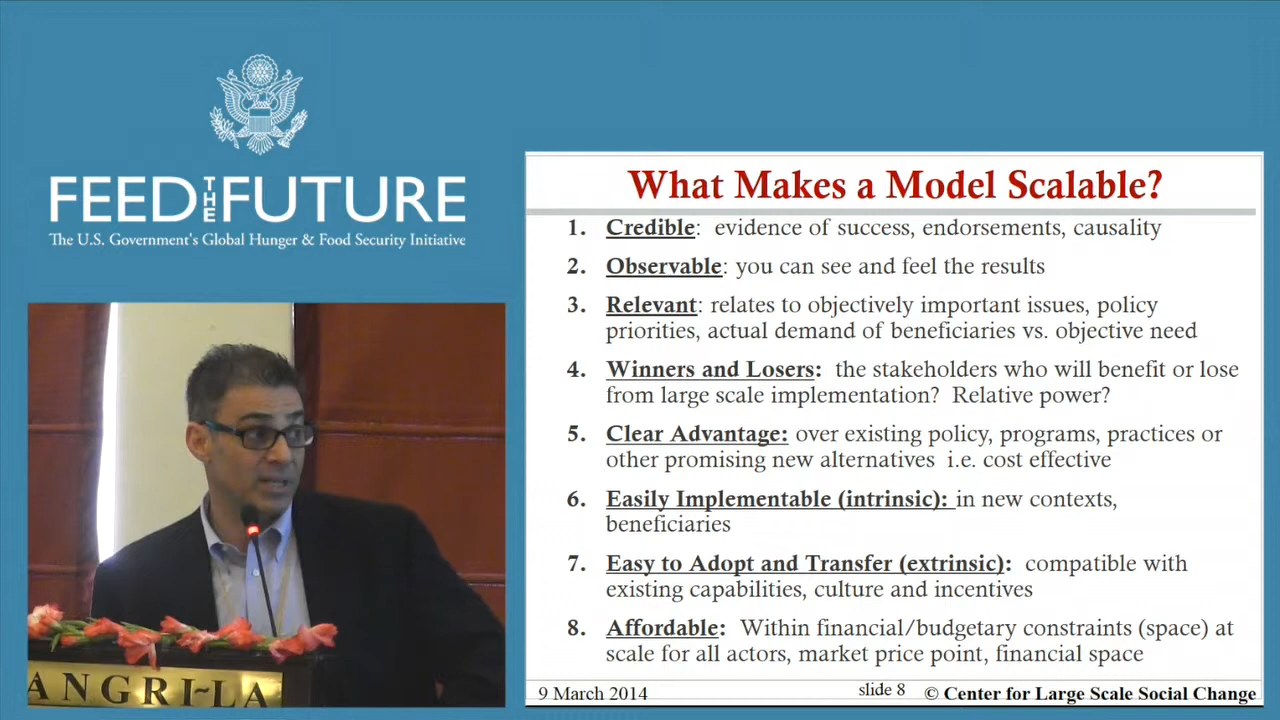 FEED THE FUTURE
The U.S. Government's Global Hunger & Food Security Initiative
What Makes a Model Scalable?
1. Credible: evidence of success, endorsements, causality
2. Observable: you can see and feel the results
3. Relevant: relates to objectively important issues, policy
priorities, actual demand of beneficiaries vs. objective need
4. Winners and Losers: the stakeholders who will benefit or lose
from large scale implementation? Relative power?
5. Clear Advantage: over existing policy, programs, practices or
other promising new alternatives i.e. cost effective
6. Easily Implementable (intrinsic): in new contexts,
beneficiaries
7. Easy to Adopt and Transfer (extrinsic): compatible with
existing capabilities, culture and incentives
8. Affordable: Within financial/budgetary constraints (space) at
scale for all actors, market price point, financial space
9 March 2014 slide 8 © Center for Large Scale Social Change
ANGRI~LA